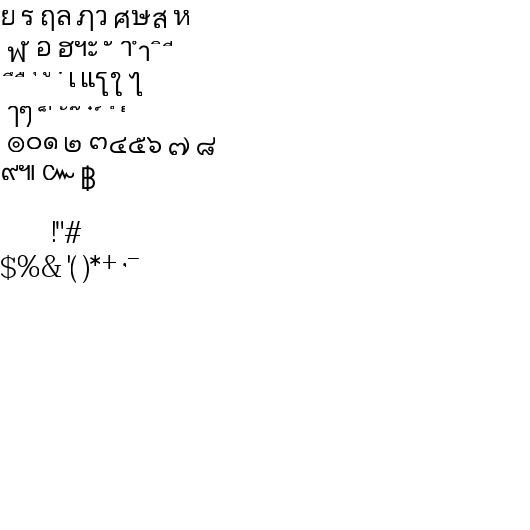 ย ร ฤล ฦว ศษส ห
ฬ อ ฮฯะ ั า ำ ิ ี
ึ ื ุ ู ฺ เ แโใ ไ
ๅๆ ็ ่ ้ ๊ ๋ ์ ํ ๎
๏๐๑ ๒ ๓๔๕๖ ๗ ๘
๙๚ ๛ ฿
!"#
$%& '( )*+ ,-